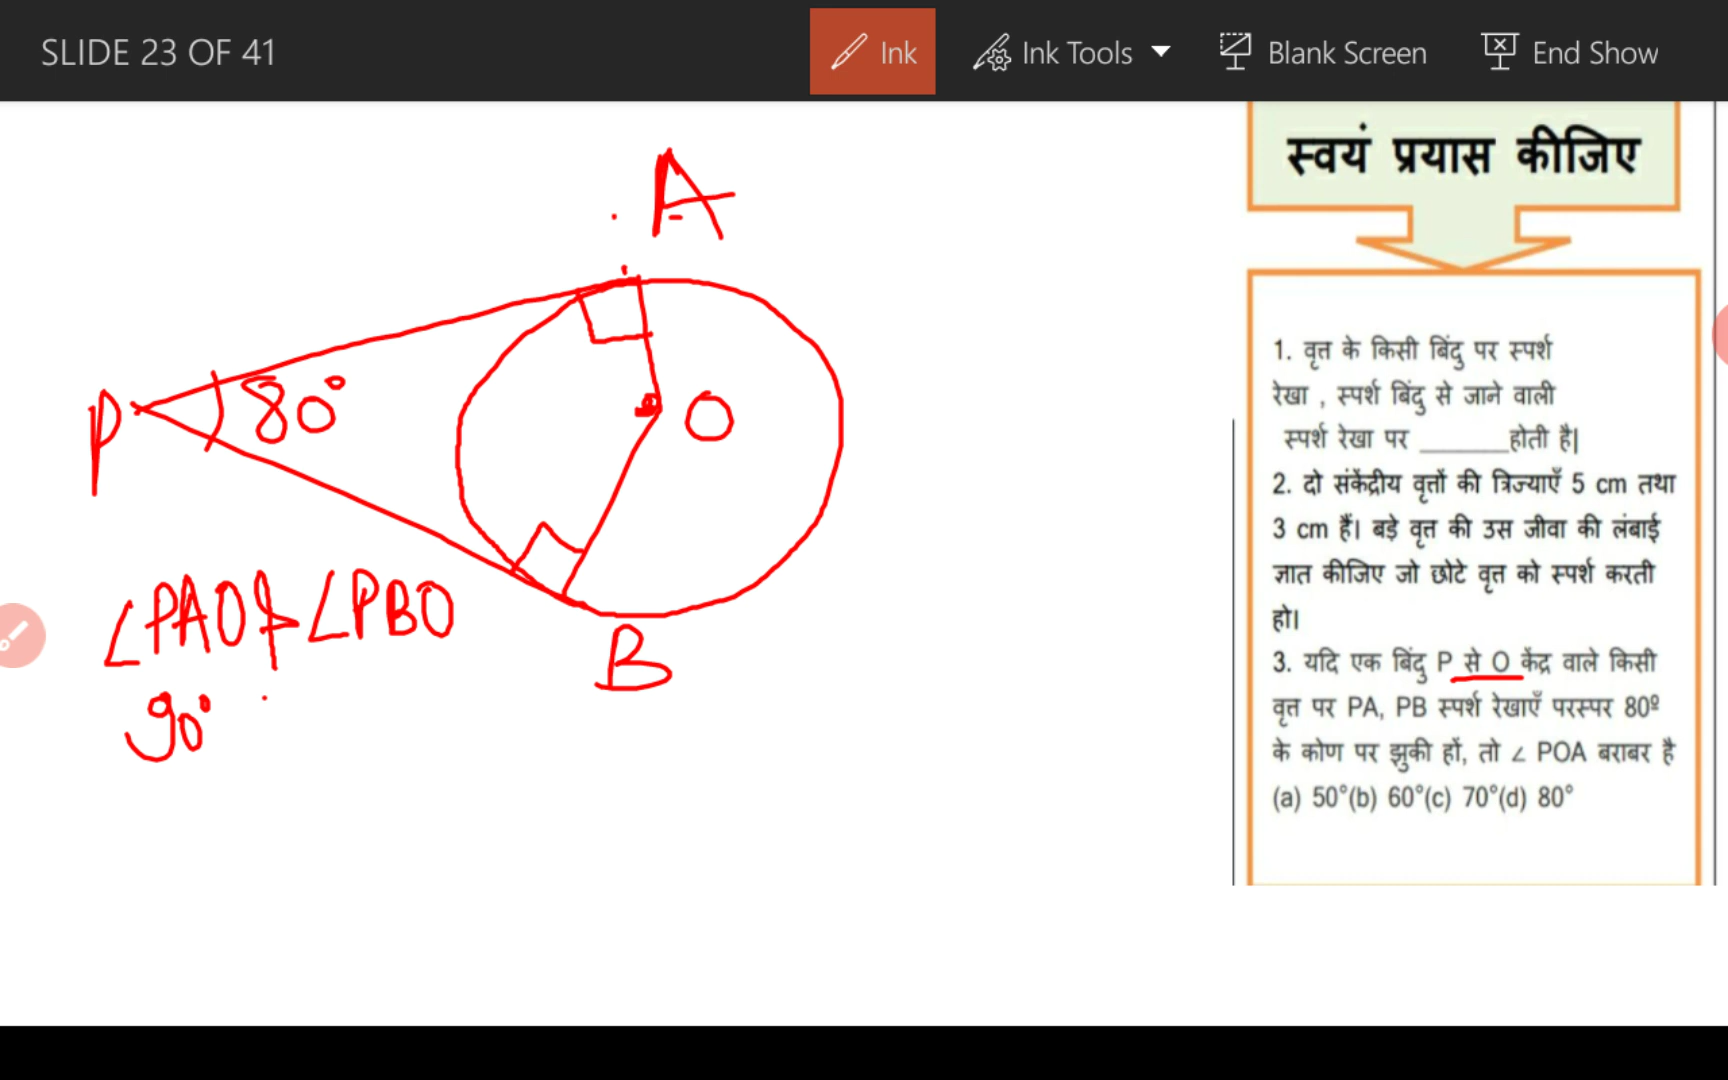 SLIDE 23 OF 41
Ink
Ink Tools
Blank Screen
End Show
A
P
80°
O
∠PAO & ∠PBO
90°
B
स्वयं प्रयास कीजिए
1. वृत्त के किसी बिंदु पर स्पर्श
रेखा , स्पर्श बिंदु से जाने वाली
स्पर्श रेखा पर _______होती है|
2. दो संकेंद्रीय वृत्तों की त्रिज्याएँ 5 cm तथा
3 cm हैं। बड़े वृत्त की उस जीवा की लंबाई
ज्ञात कीजिए जो छोटे वृत्त को स्पर्श करती
हो।
3. यदि एक बिंदु P से O केंद्र वाले किसी
वृत्त पर PA, PB स्पर्श रेखाएँ परस्पर 80º
के कोण पर झुकी हों, तो ∠ POA बराबर है
(a) 50°(b) 60°(c) 70°(d) 80°